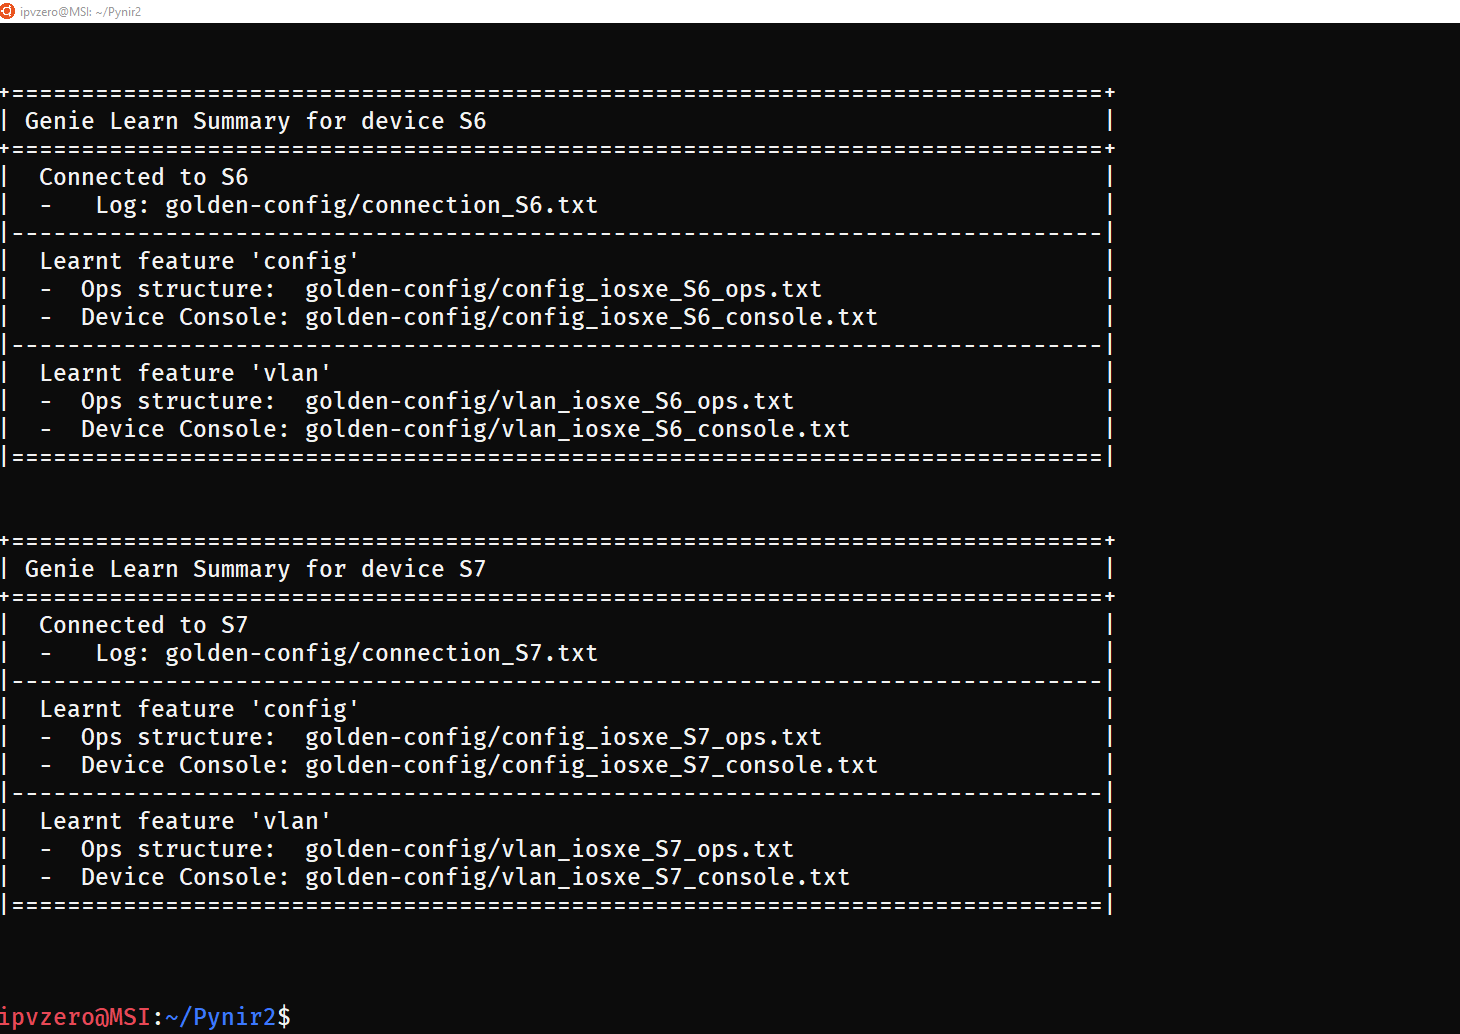 ipvzero@MSI: ~/Pynir2
+==============================================================================+
| Genie Learn Summary for device S6                                            |
+==============================================================================+
|  Connected to S6                                                             |
|  -   Log: golden-config/connection_S6.txt                                    |
|------------------------------------------------------------------------------|
|  Learnt feature 'config'                                                     |
|  -  Ops structure:  golden-config/config_iosxe_S6_ops.txt                    |
|  -  Device Console: golden-config/config_iosxe_S6_console.txt                |
|------------------------------------------------------------------------------|
|  Learnt feature 'vlan'                                                       |
|  -  Ops structure:  golden-config/vlan_iosxe_S6_ops.txt                      |
|  -  Device Console: golden-config/vlan_iosxe_S6_console.txt                  |
|==============================================================================|
+==============================================================================+
| Genie Learn Summary for device S7                                            |
+==============================================================================+
|  Connected to S7                                                             |
|  -   Log: golden-config/connection_S7.txt                                    |
|------------------------------------------------------------------------------|
|  Learnt feature 'config'                                                     |
|  -  Ops structure:  golden-config/config_iosxe_S7_ops.txt                    |
|  -  Device Console: golden-config/config_iosxe_S7_console.txt                |
|------------------------------------------------------------------------------|
|  Learnt feature 'vlan'                                                       |
|  -  Ops structure:  golden-config/vlan_iosxe_S7_ops.txt                      |
|  -  Device Console: golden-config/vlan_iosxe_S7_console.txt                  |
|==============================================================================|
ipvzero@MSI:~/Pynir2$